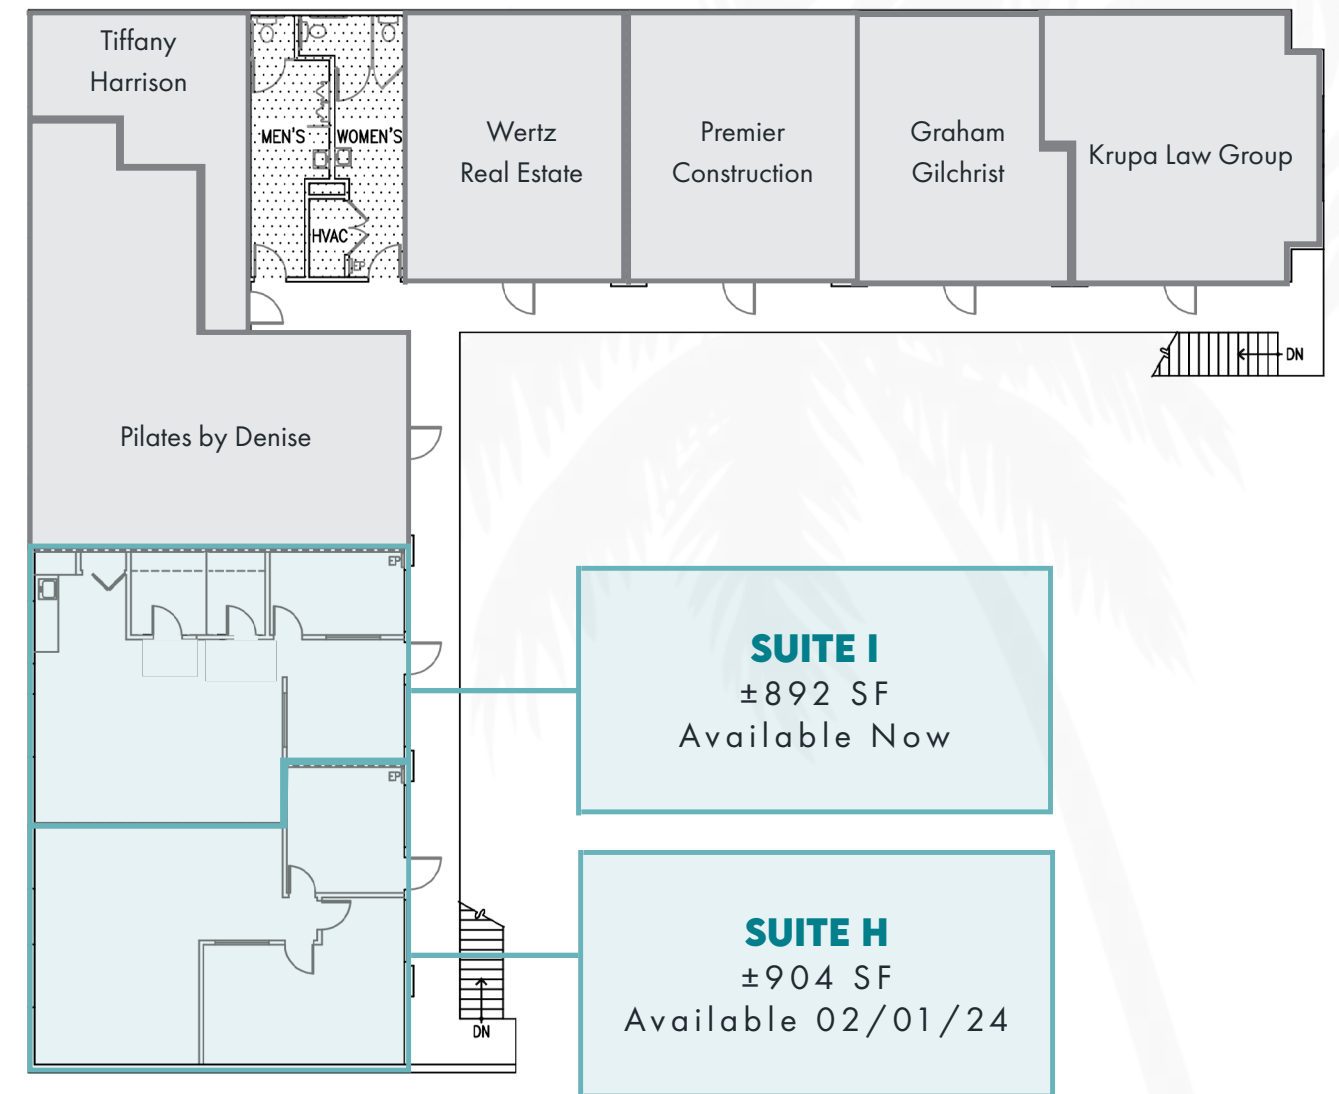 Tiffany
Harrison
MEN'S
WOMEN'S
HVAC
EP
Wertz
Real Estate
Premier
Construction
Graham
Gilchrist
Krupa Law Group
DN
Pilates by Denise
EP
SUITE I
±892 SF
Available Now
EP
SUITE H
±904 SF
Available 02/01/24
DN